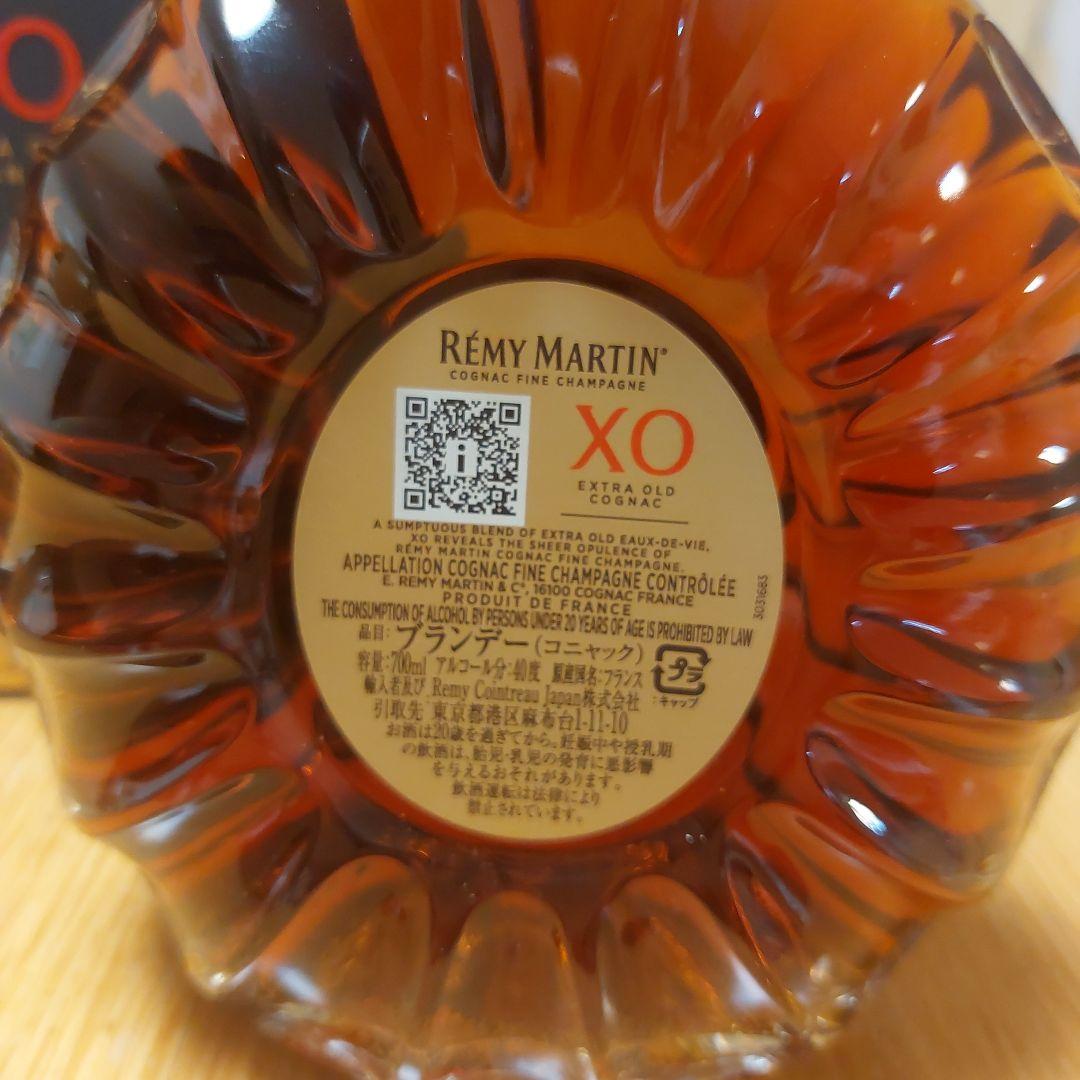 O
RÉMY MARTIN®
COGNAC FINE CHAMPAGNE
i
XO
EXTRA OLD
COGNAC
A SUMPTUOUS BLEND OF EXTRA OLD EAUX-DE-VIE,
XO REVEALS THE SHEER OPULENCE OF
RÉMY MARTIN COGNAC FINE CHAMPAGNE.
APPELLATION COGNAC FINE CHAMPAGNE CONTRÔLÉE
E. REMY MARTIN & C°, 16100 COGNAC FRANCE
PRODUIT DE FRANCE
3031683
THE CONSUMPTION OF ALCOHOL BY PERSONS UNDER 20 YEARS OF AGE IS PROHIBITED BY LAW
品目: ブランデー(コニャック)
容量:700ml アルコール分:40度 原産国名:フランス
プラ
:キャップ
輸入者及び Remy Cointreau Japan株式会社
引取先 東京都港区麻布台1-11-10
お酒は20歳を過ぎてから。妊娠中や授乳期
の飲酒は、胎児・乳児の発育に悪影響
を与えるおそれがあります。
飲酒運転は法律により
禁止されています。